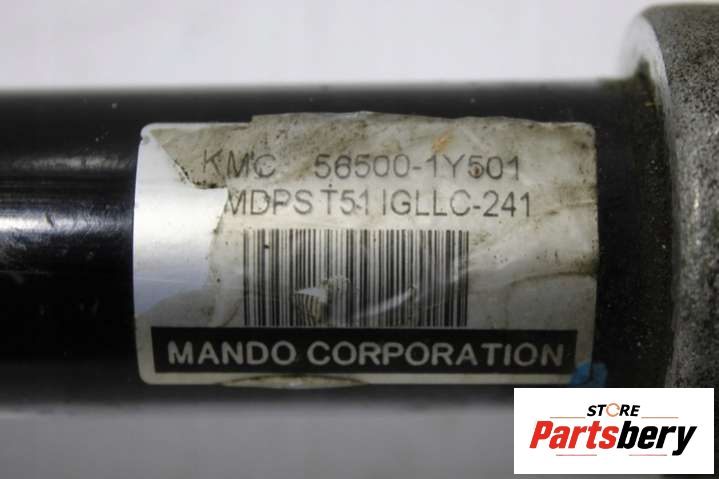 KMC 56500-1Y501
MDPS T51 IGLLC-241
MANDO CORPORATION
STORE
Partsbery